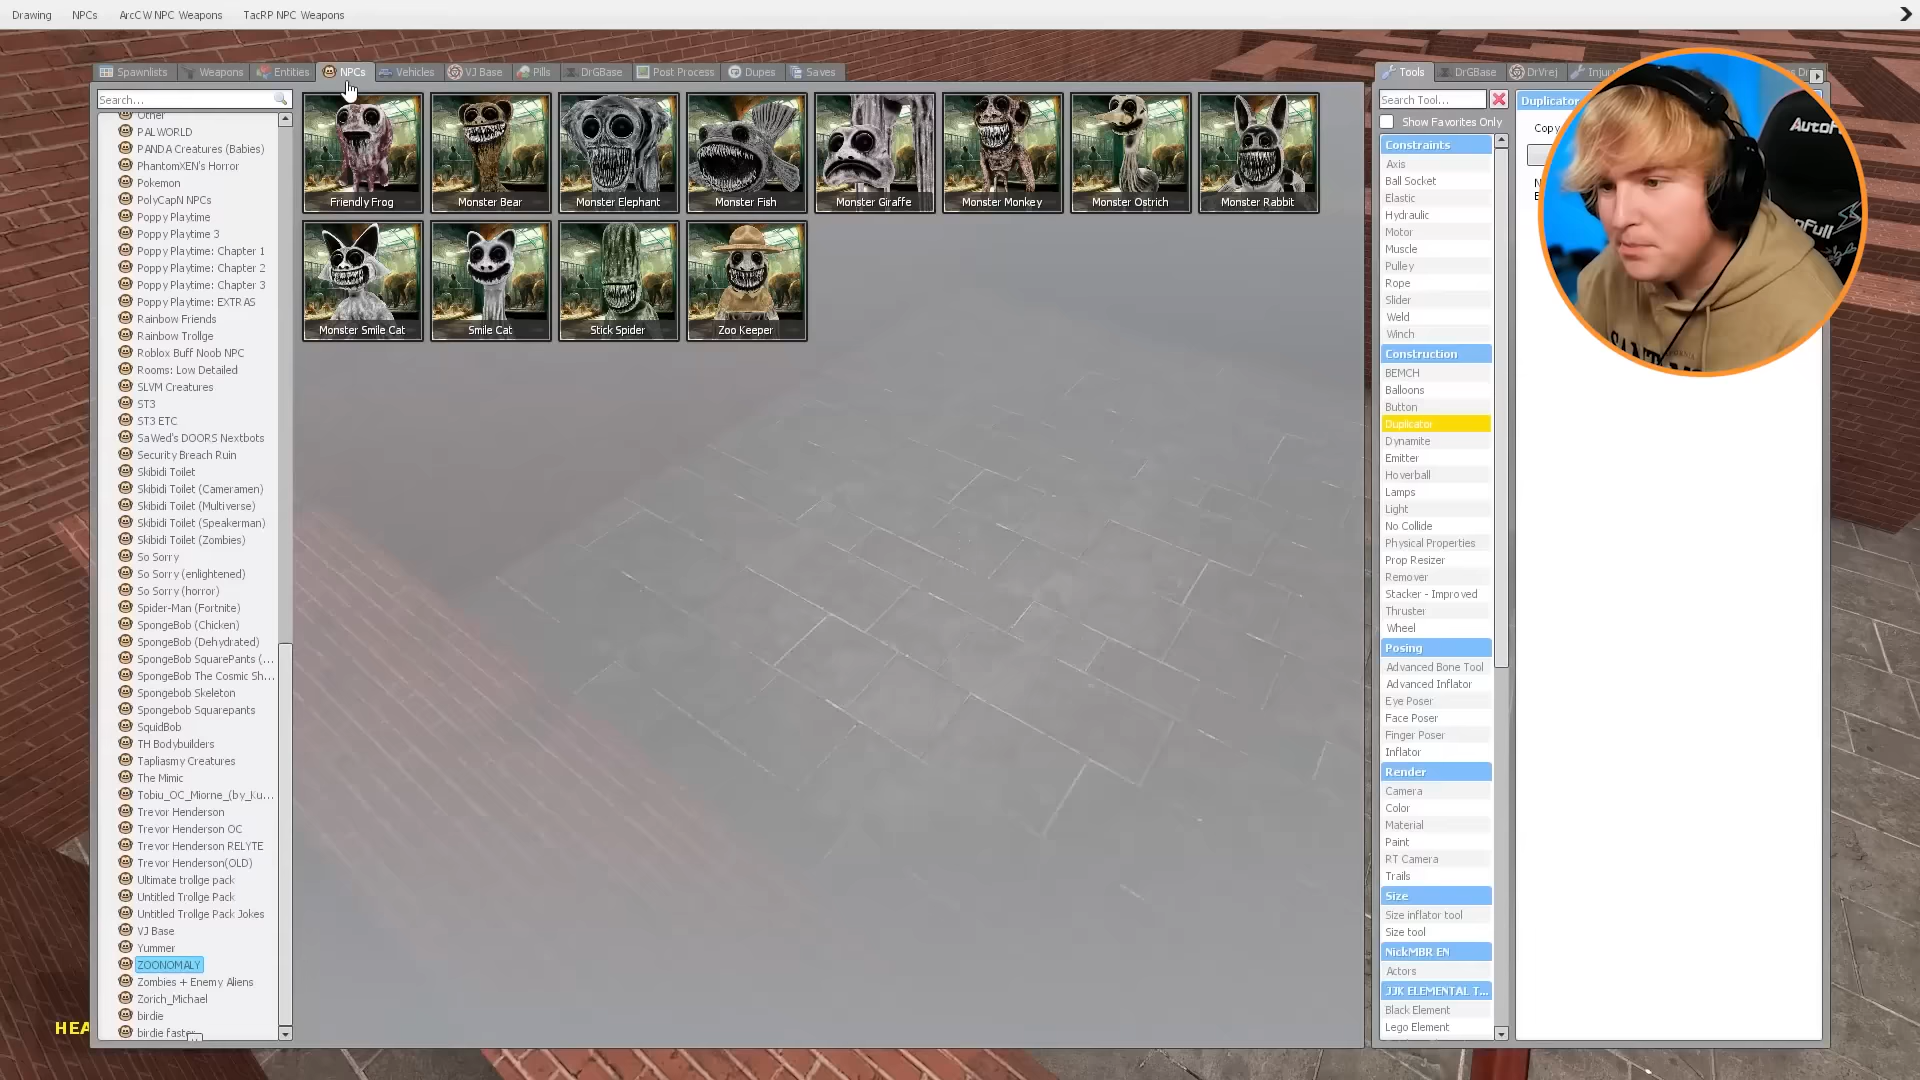 Drawing NPCs ArcCW NPC Weapons TacRP NPC Weapons
Spawnlists Weapons Entities NPCs Vehicles VJ Base Pills DrGBase Post Process Dupes Saves
Search...
Other
PALWORLD
PANDA Creatures (Babies)
PhantomXEN's Horror
Pokemon
PolyCapN NPCs
Poppy Playtime
Poppy Playtime 3
Poppy Playtime: Chapter 1
Poppy Playtime: Chapter 2
Poppy Playtime: Chapter 3
Poppy Playtime: EXTRAS
Rainbow Friends
Rainbow Trollge
Roblox Buff Noob NPC
Rooms: Low Detailed
SLVM Creatures
ST3
ST3 ETC
SaWed's DOORS Nextbots
Security Breach Ruin
Skibidi Toilet
Skibidi Toilet (Cameramen)
Skibidi Toilet (Multiverse)
Skibidi Toilet (Speakerman)
Skibidi Toilet (Zombies)
So Sorry
So Sorry (enlightened)
So Sorry (horror)
Spider-Man (Fortnite)
SpongeBob (Chicken)
SpongeBob (Dehydrated)
SpongeBob SquarePants (...
SpongeBob The Cosmic Sh...
Spongebob Skeleton
Spongebob Squarepants
SquidBob
TH Bodybuilders
Tapliasmy Creatures
The Mimic
Tobiu_OC_Miorne_(by_Ku...
Trevor Henderson
Trevor Henderson OC
Trevor Henderson RELYTE
Trevor Henderson(OLD)
Ultimate trollge pack
Untitled Trollge Pack
Untitled Trollge Pack Jokes
VJ Base
Yummer
ZOONOMALY
Zombies + Enemy Aliens
Zorich_Michael
birdie
birdie faster
HEA
Friendly Frog Monster Bear Monster Elephant Monster Fish Monster Giraffe Monster Monkey Monster Ostrich Monster Rabbit
Monster Smile Cat Smile Cat Stick Spider Zoo Keeper
Tools DrGBase DrVrej Injur
Search Tool...
Show Favorites Only
Constraints
Axis
Ball Socket
Elastic
Hydraulic
Motor
Muscle
Pulley
Rope
Slider
Weld
Winch
Construction
BEMCH
Balloons
Button
Duplicator
Dynamite
Emitter
Hoverball
Lamps
Light
No Collide
Physical Properties
Prop Resizer
Remover
Stacker - Improved
Thruster
Wheel
Posing
Advanced Bone Tool
Advanced Inflator
Eye Poser
Face Poser
Finger Poser
Inflator
Render
Camera
Color
Material
Paint
RT Camera
Trails
Size
Size inflator tool
Size tool
NickMBR EN
Actors
JJK ELEMENTAL T...
Black Element
Lego Element
Duplicator
Copy
AutoF
oFull